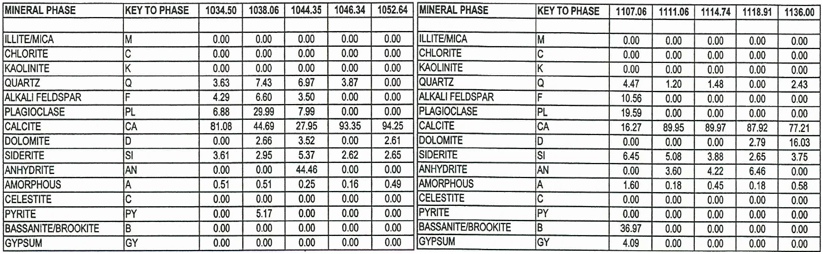 MINERAL PHASE KEY TO PHASE 1034.50 1038.06 1044.35 1046.34 1052.64
ILLITE/MICA M 0.00 0.00 0.00 0.00 0.00
CHLORITE C 0.00 0.00 0.00 0.00 0.00
KAOLINITE K 0.00 0.00 0.00 0.00 0.00
QUARTZ Q 3.63 7.43 6.97 3.87 0.00
ALKALI FELDSPAR F 4.29 6.60 3.50 0.00 0.00
PLAGIOCLASE PL 6.88 29.99 7.99 0.00 0.00
CALCITE CA 81.08 44.69 27.95 93.35 94.25
DOLOMITE D 0.00 2.66 3.52 0.00 2.61
SIDERITE SI 3.61 2.95 5.37 2.62 2.65
ANHYDRITE AN 0.00 0.00 44.46 0.00 0.00
AMORPHOUS A 0.51 0.51 0.25 0.16 0.49
CELESTITE C 0.00 0.00 0.00 0.00 0.00
PYRITE PY 0.00 5.17 0.00 0.00 0.00
BASSANITE/BROOKITE B 0.00 0.00 0.00 0.00 0.00
GYPSUM GY 0.00 0.00 0.00 0.00 0.00
MINERAL PHASE KEY TO PHASE 1107.06 1111.06 1114.74 1118.91 1136.00
ILLITE/MICA M 0.00 0.00 0.00 0.00 0.00
CHLORITE C 0.00 0.00 0.00 0.00 0.00
KAOLINITE K 0.00 0.00 0.00 0.00 0.00
QUARTZ Q 4.47 1.20 1.48 0.00 2.43
ALKALI FELDSPAR F 10.56 0.00 0.00 0.00 0.00
PLAGIOCLASE PL 19.59 0.00 0.00 0.00 0.00
CALCITE CA 16.27 89.95 89.97 87.92 77.21
DOLOMITE D 0.00 0.00 0.00 2.79 16.03
SIDERITE SI 6.45 5.08 3.88 2.65 3.75
ANHYDRITE AN 0.00 3.60 4.22 6.46 0.00
AMORPHOUS A 1.60 0.18 0.45 0.18 0.58
CELESTITE C 0.00 0.00 0.00 0.00 0.00
PYRITE PY 0.00 0.00 0.00 0.00 0.00
BASSANITE/BROOKITE B 36.97 0.00 0.00 0.00 0.00
GYPSUM GY 4.09 0.00 0.00 0.00 0.00